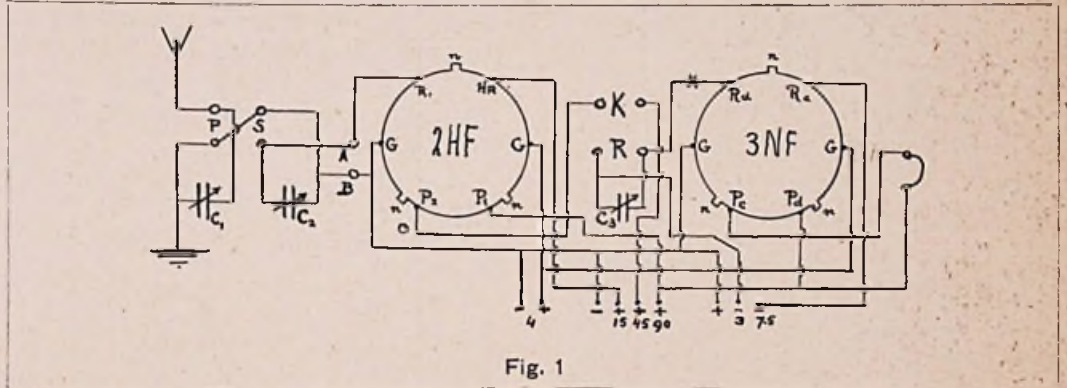 n n
R₁ HR Rd Ra
P S K
A G 2HF G R G 3NF G
B
C₁ C₂ n P₂ P₁ n C₃ n Pc Pd n
- 4 + - + 15 + 45 + 90 + - 3 - 7.5
Fig. 1